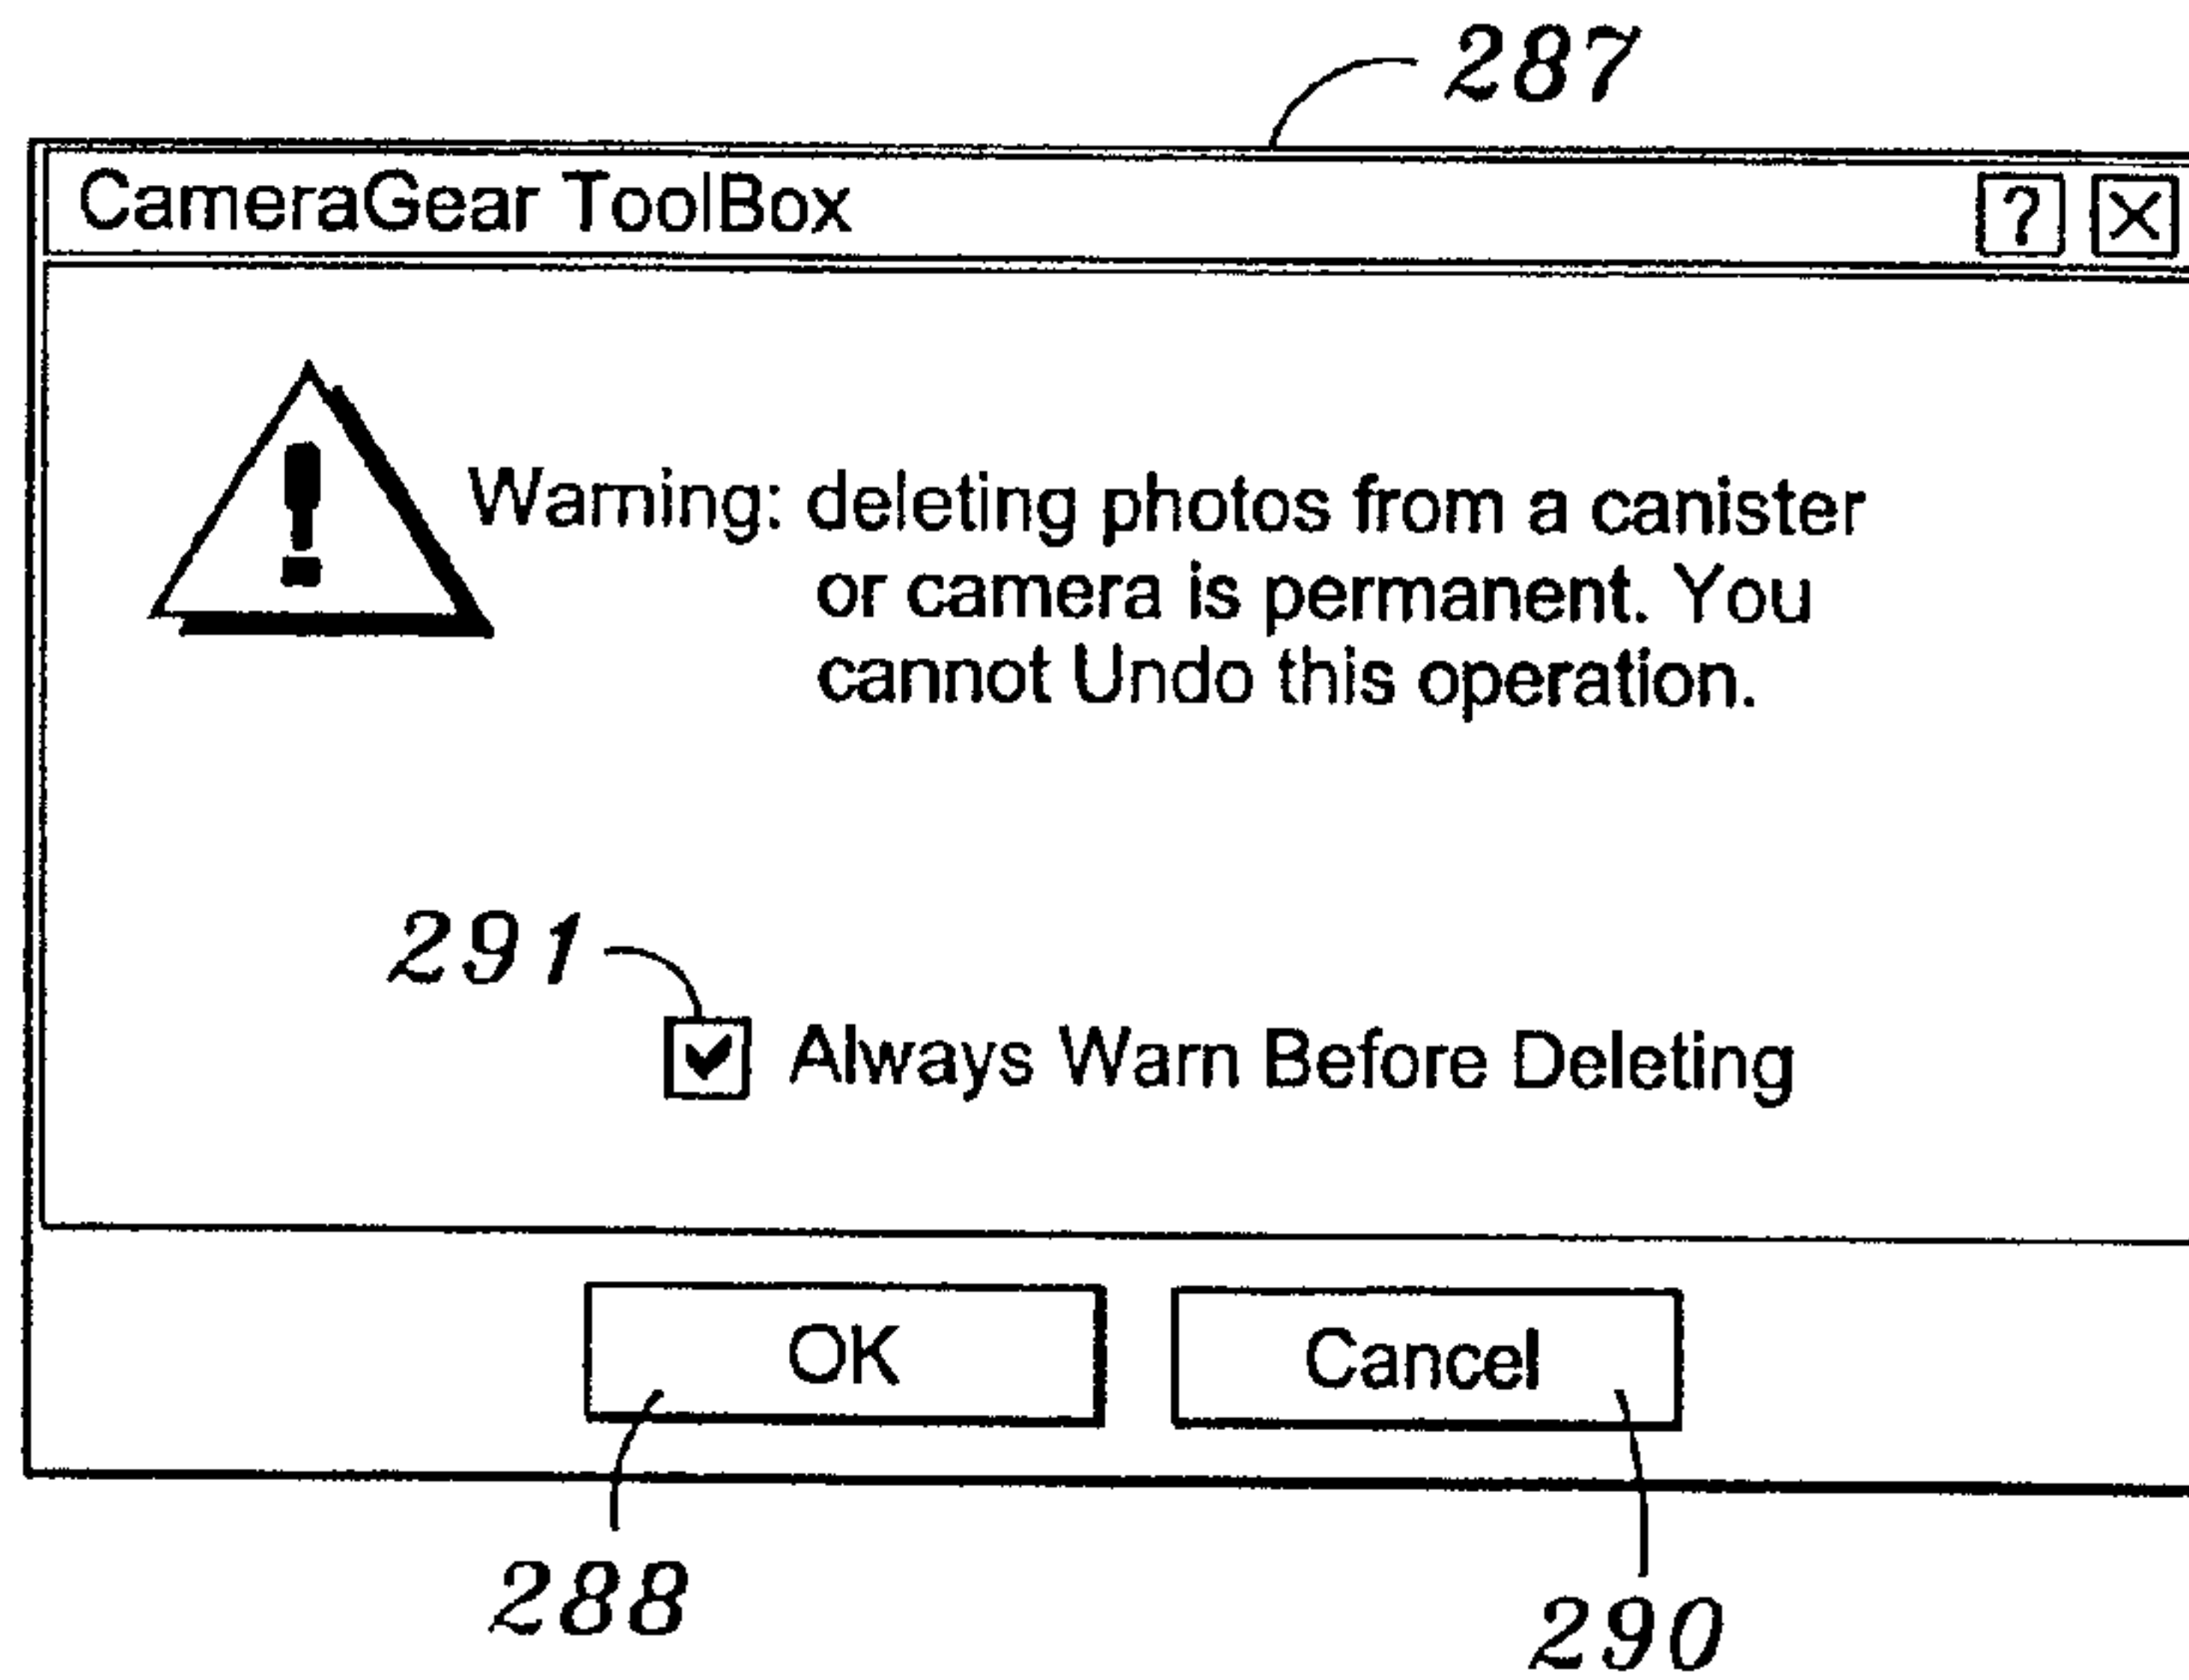 287
CameraGear ToolBox ? X
Warning: deleting photos from a canister
or camera is permanent. You
cannot Undo this operation.
291
Always Warn Before Deleting
OK Cancel
288
290